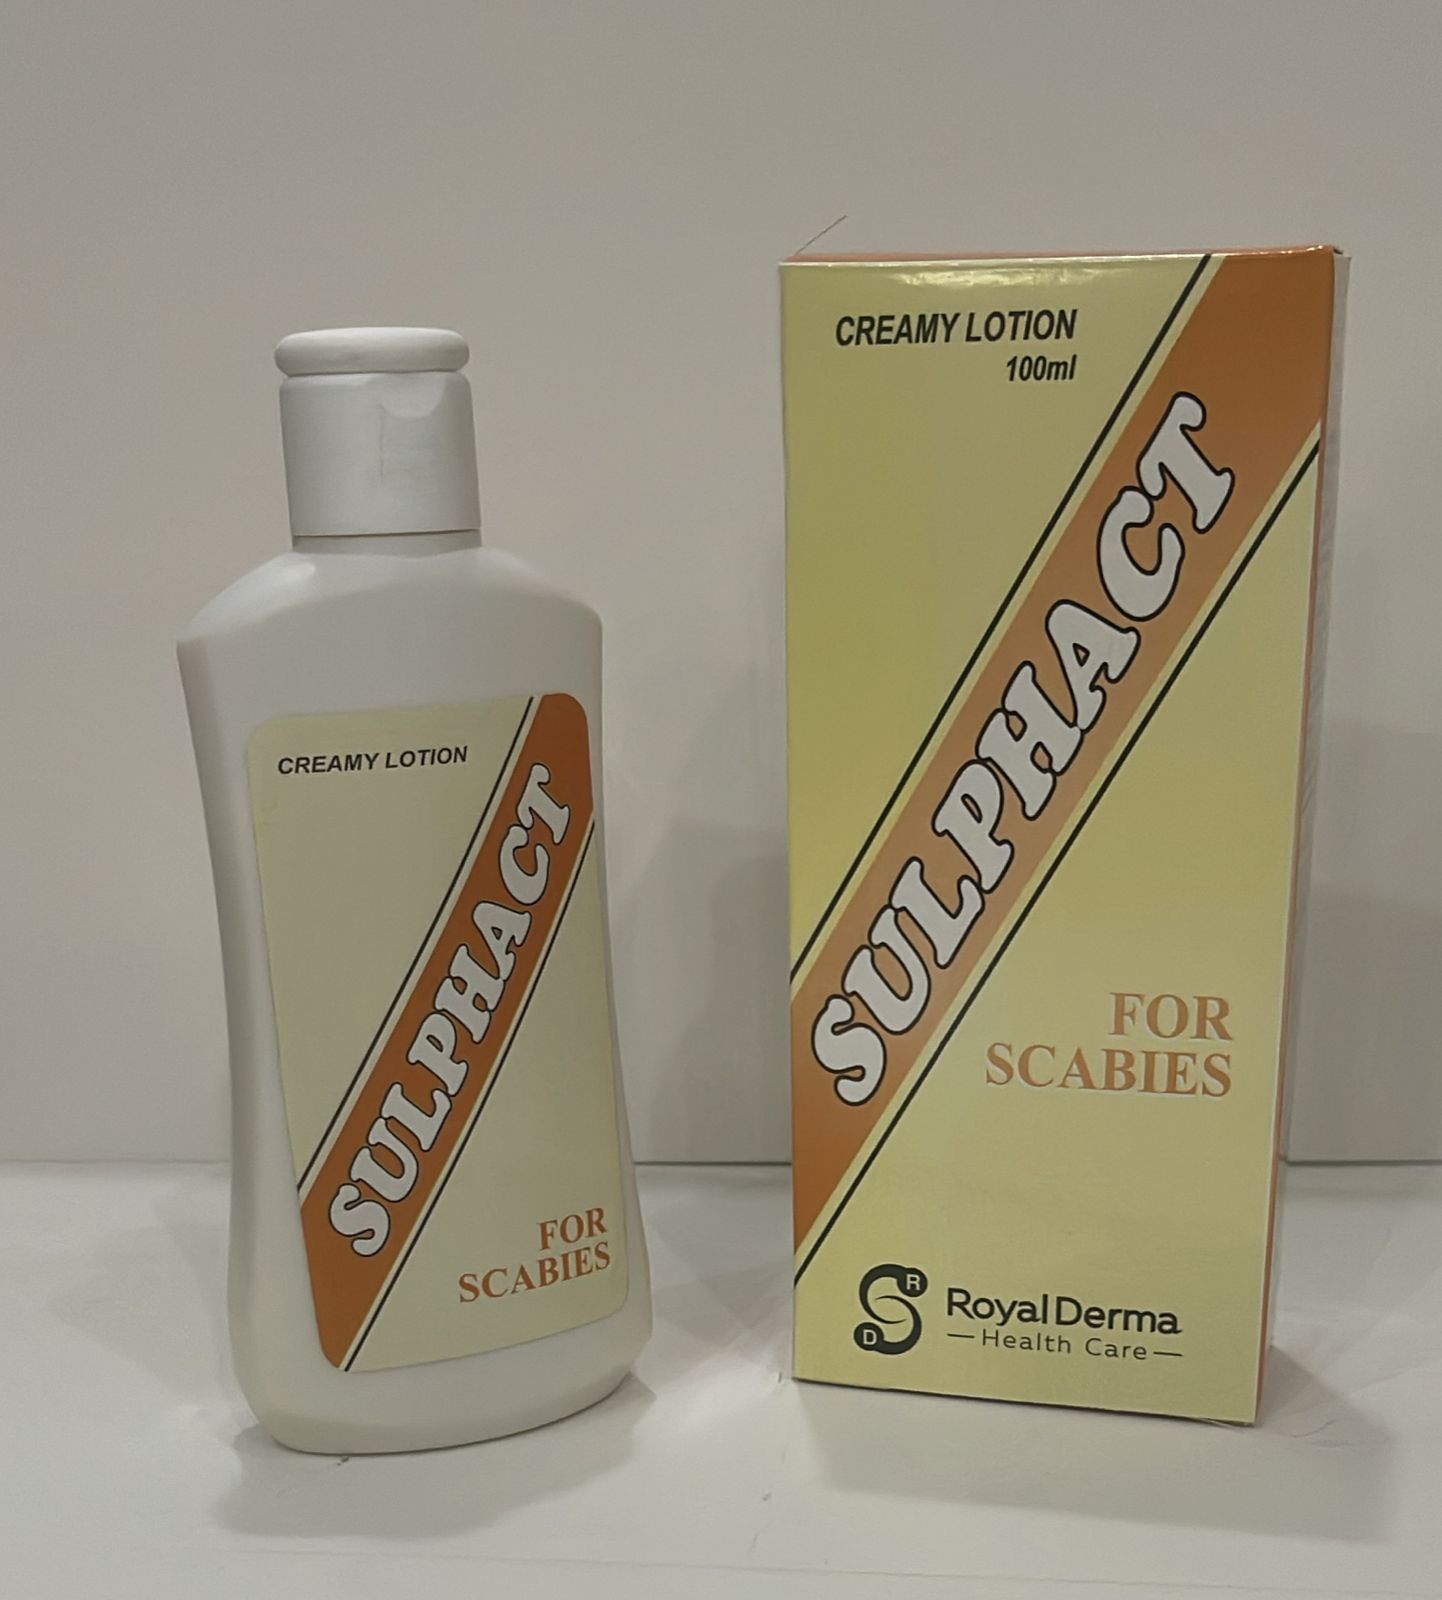 CREAMY LOTION
SULPHACT
FOR
SCABIES
CREAMY LOTION
100ml
SULPHACT
FOR
SCABIES
R
D
RoyalDerma
—Health Care—